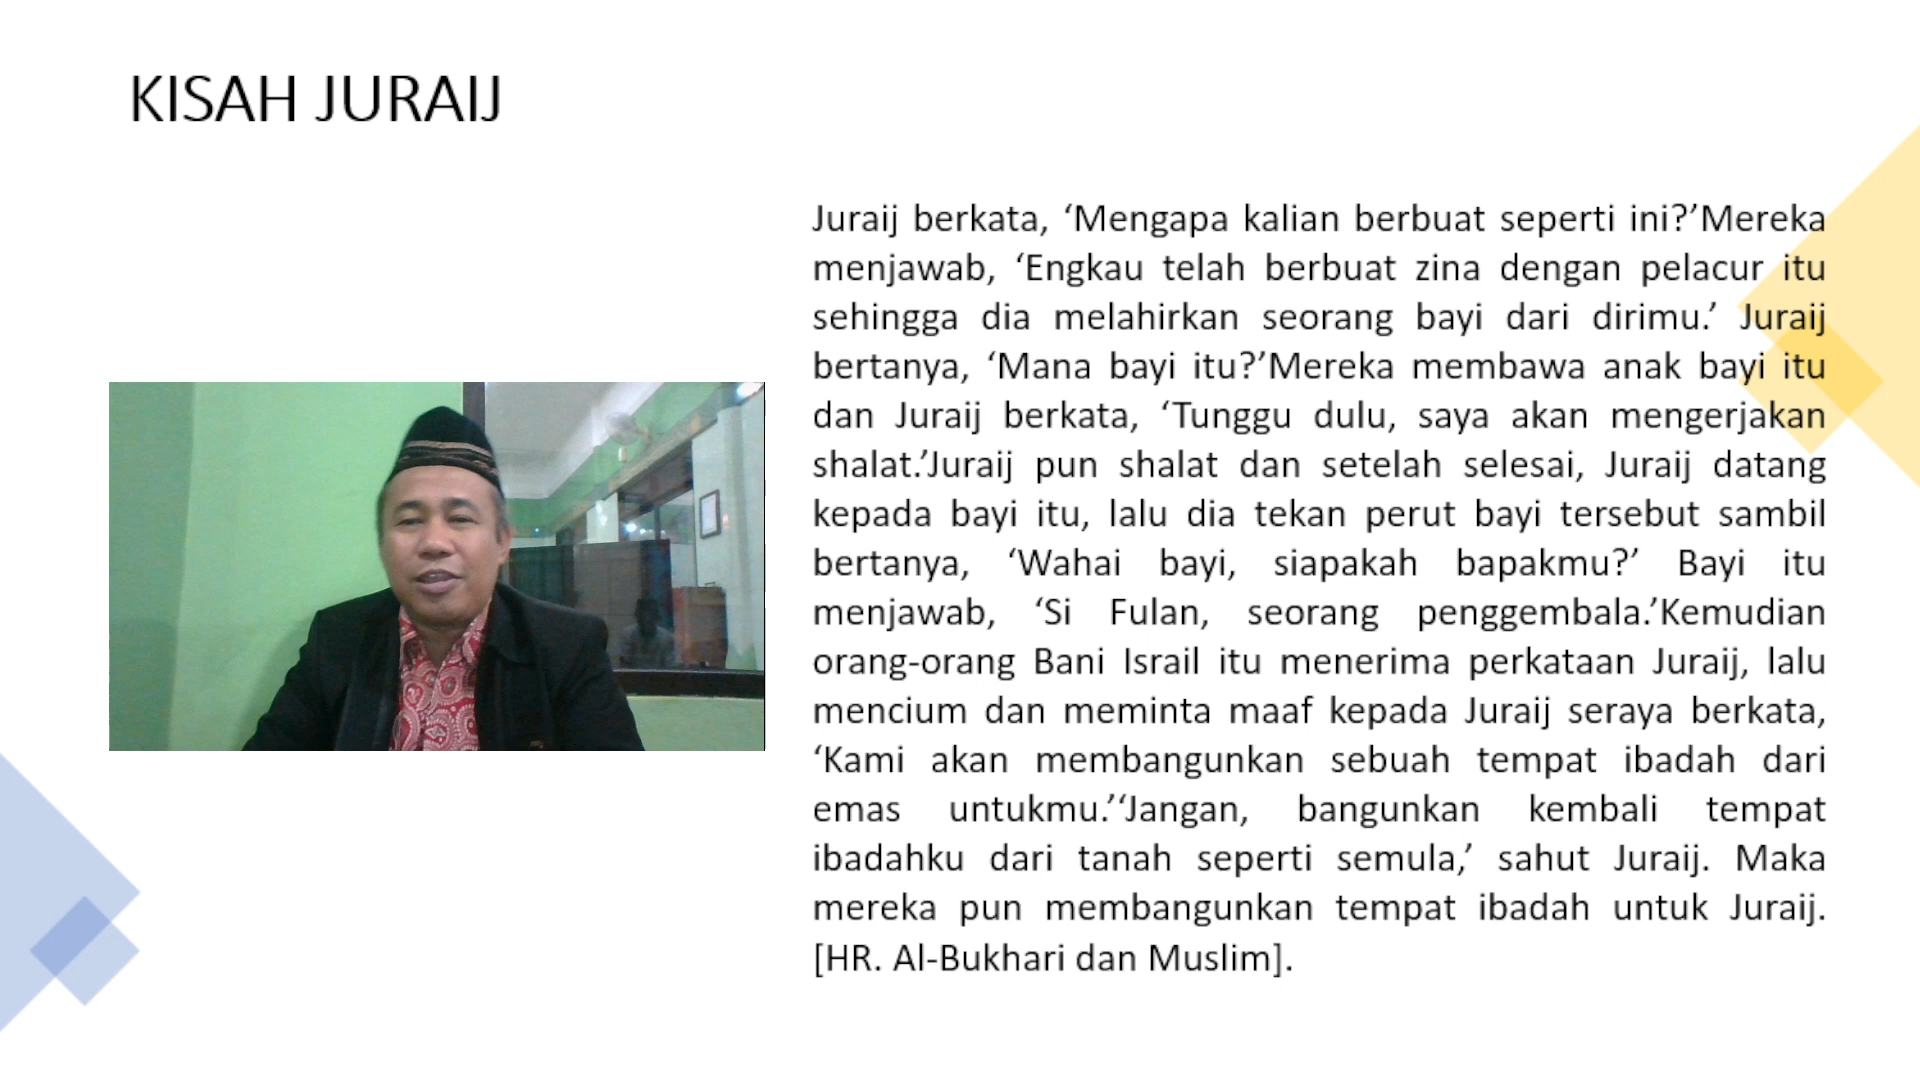 KISAH JURAIJ
Juraij berkata, ‘Mengapa kalian berbuat seperti ini?’Mereka
menjawab, ‘Engkau telah berbuat zina dengan pelacur itu
sehingga dia melahirkan seorang bayi dari dirimu.’ Juraij
bertanya, ‘Mana bayi itu?’Mereka membawa anak bayi itu
dan Juraij berkata, ‘Tunggu dulu, saya akan mengerjakan
shalat.’Juraij pun shalat dan setelah selesai, Juraij datang
kepada bayi itu, lalu dia tekan perut bayi tersebut sambil
bertanya, ‘Wahai bayi, siapakah bapakmu?’ Bayi itu
menjawab, ‘Si Fulan, seorang penggembala.’Kemudian
orang-orang Bani Israil itu menerima perkataan Juraij, lalu
mencium dan meminta maaf kepada Juraij seraya berkata,
‘Kami akan membangunkan sebuah tempat ibadah dari
emas untukmu.’‘Jangan, bangunkan kembali tempat
ibadahku dari tanah seperti semula,’ sahut Juraij. Maka
mereka pun membangunkan tempat ibadah untuk Juraij.
[HR. Al-Bukhari dan Muslim].